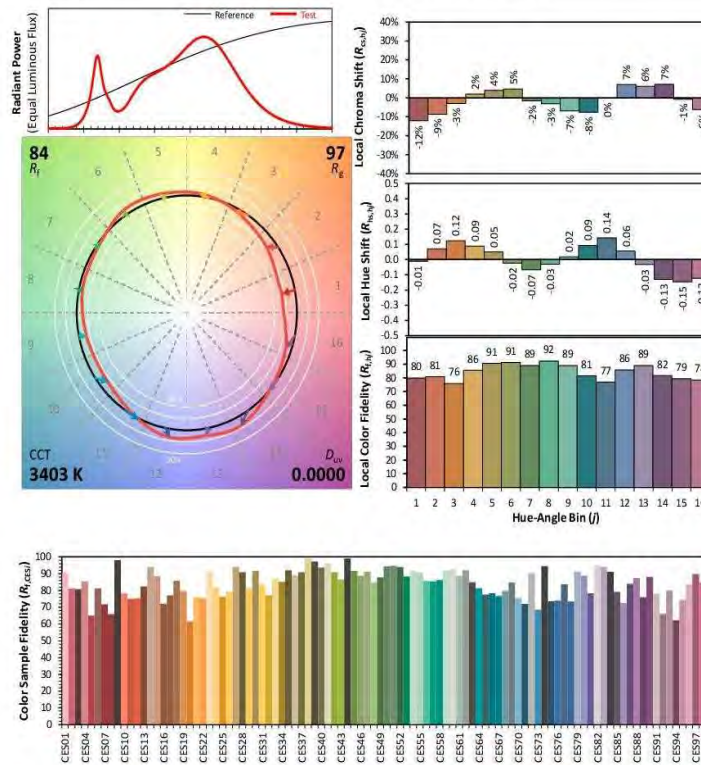 Reference Test
Radiant Power
(Equal Luminous Flux)
84
Rf
97
Rg
5 4
6 3
7 2
8 1
9 16
10
11
12 13
CCT
3403 K
Duv
0.0000
Local Chroma Shift (Rcs,hj)
40%
30%
20%
10%
0%
-10%
-20%
-30%
-40%
-12% -9% -3% 2% 4% 5% -2% -3% -7% -8% 0% 7% 6% 7% -1%
Local Hue Shift (Rhs,hj)
0.5
0.4
0.3
0.2
0.1
0.0
-0.1
-0.2
-0.3
-0.4
-0.5
-0.01 0.07 0.12 0.09 0.05 -0.02 -0.07 -0.03 0.02 0.09 0.14 0.06 -0.03 -0.13 -0.15
Local Color Fidelity (Rf,hj)
100
90
80
70
60
50
40
30
20
10
0
80 81 76 86 91 91 89 92 89 81 77 86 89 82 79
1 2 3 4 5 6 7 8 9 10 11 12 13 14 15
Hue-Angle Bin (j)
Color Sample Fidelity (Rf,CESi)
100
90
80
70
60
50
40
30
20
10
0
CES01 CES04 CES07 CES10 CES13 CES16 CES19 CES22 CES25 CES28 CES31 CES34 CES37 CES40 CES43 CES46 CES49 CES52 CES55 CES58 CES61 CES64 CES67 CES70 CES73 CES76 CES79 CES82 CES85 CES88 CES91 CES94 CES97